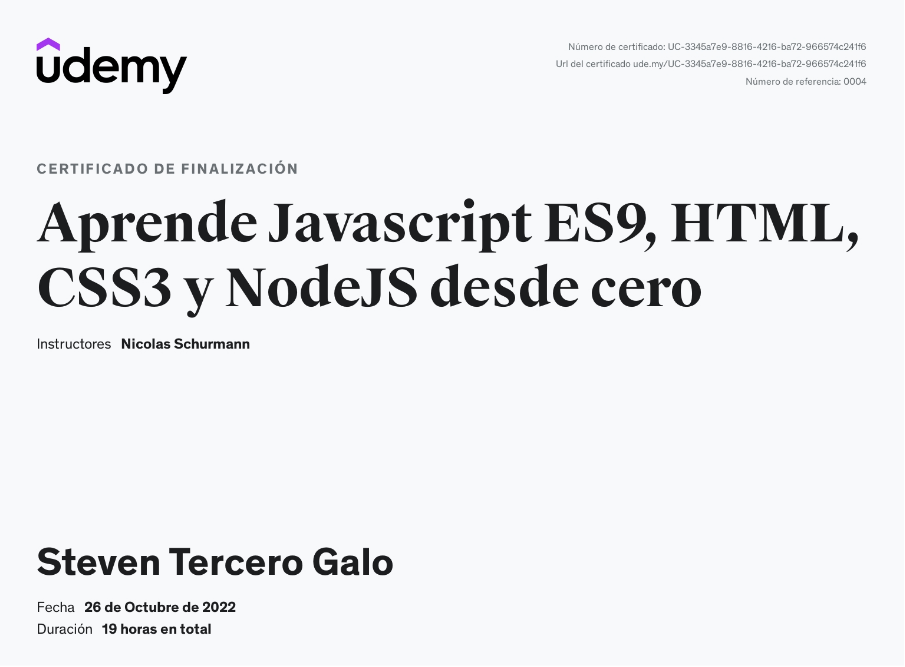 udemy
Número de certificado: UC-3345a7e9-8816-4216-ba72-966574c241f6
Url del certificado ude.my/UC-3345a7e9-8816-4216-ba72-966574c241f6
Número de referencia: 0004
CERTIFICADO DE FINALIZACIÓN
Aprende Javascript ES9, HTML,
CSS3 y NodeJS desde cero
Instructores Nicolas Schurmann
Steven Tercero Galo
Fecha 26 de Octubre de 2022
Duración 19 horas en total